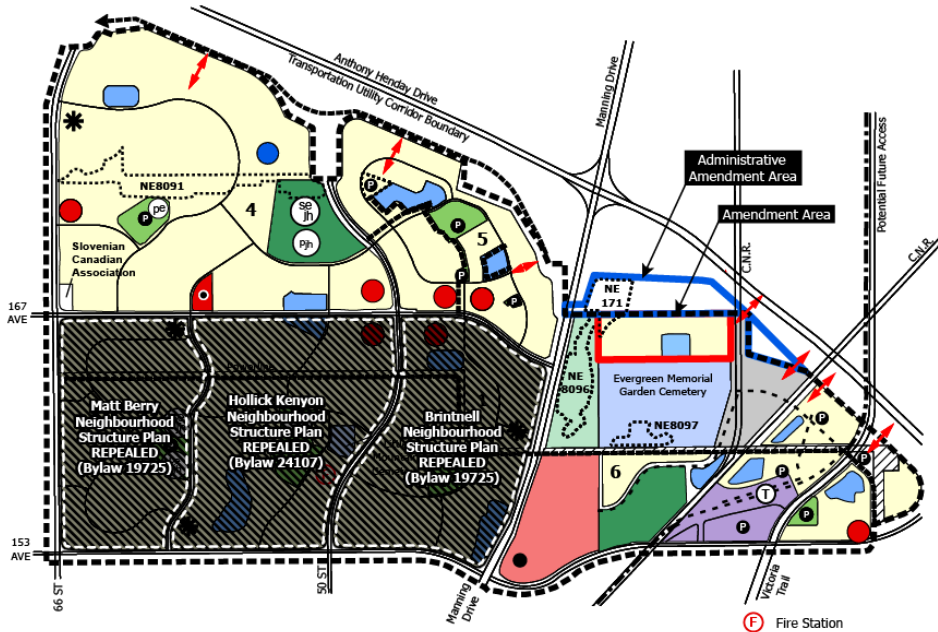 Anthony Henday Drive
Transportation Utility Corridor Boundary
Manning Drive
Potential Future Access
Administrative
Amendment Area
Amendment Area
C.N.R.
C.N.R
NE8091
4
se
jh
Pjh
pe
P
P
P
5
P
P
Slovenian
Canadian
Association
NE
171
167
AVE
NE
8096
Evergreen Memorial
Garden Cemetery
NE8097
Matt Berry
Neighbourhood
Structure Plan
REPEALED
(Bylaw 19725)
Hollick Kenyon
Neighbourhood
Structure Plan
REPEALED
(Bylaw 24107)
Brintnell
Neighbourhood
Structure Plan
REPEALED
(Bylaw 19725)
6
P
P
P
T
P
P
153
AVE
66 ST
50 ST
Manning
Drive
Victoria
Trail
F Fire Station